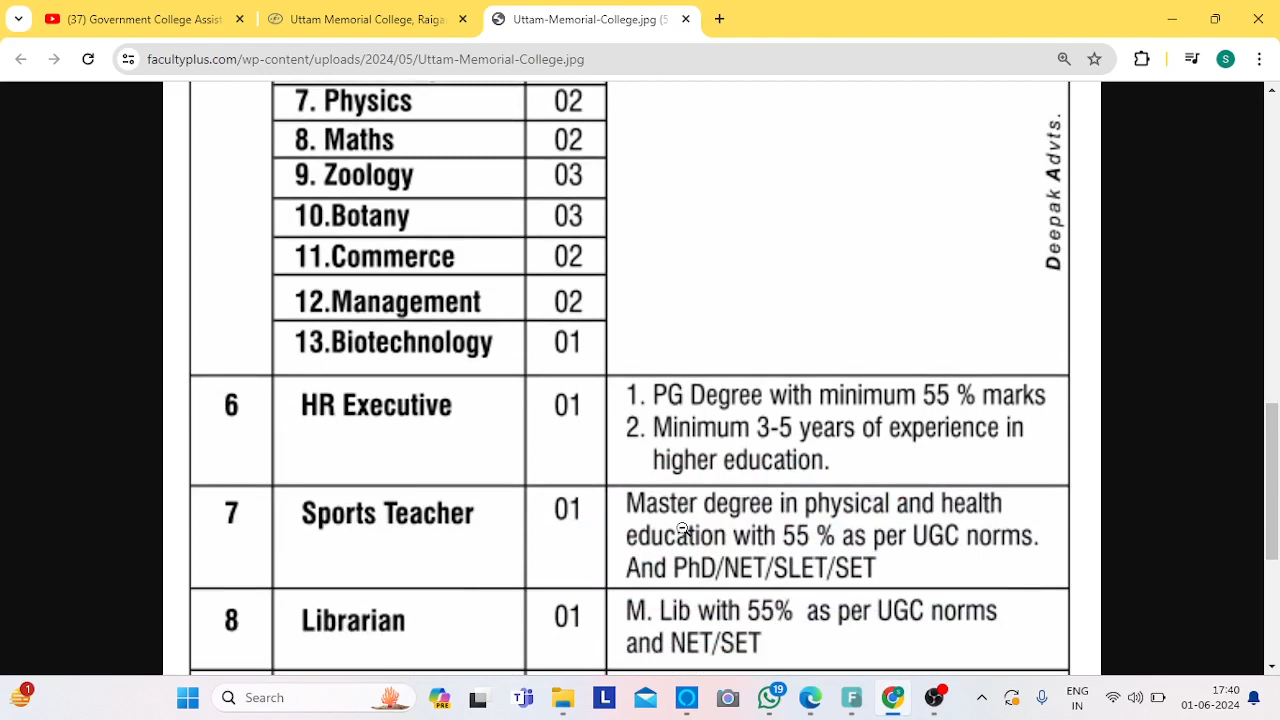 (37) Government College Assist
Uttam Memorial College, Raiga
Uttam-Memorial-College.jpg (5
facultyplus.com/wp-content/uploads/2024/05/Uttam-Memorial-College.jpg
S
7. Physics 02
8. Maths 02
9. Zoology 03
10.Botany 03
11.Commerce 02
12.Management 02
13.Biotechnology 01
Deepak Advts.
6 HR Executive 01 1. PG Degree with minimum 55 % marks
2. Minimum 3-5 years of experience in
higher education.
7 Sports Teacher 01 Master degree in physical and health
education with 55 % as per UGC norms.
And PhD/NET/SLET/SET
8 Librarian 01 M. Lib with 55% as per UGC norms
and NET/SET
1
Search
PRE
L
19
F
ENG
IN
17:40
01-06-2024